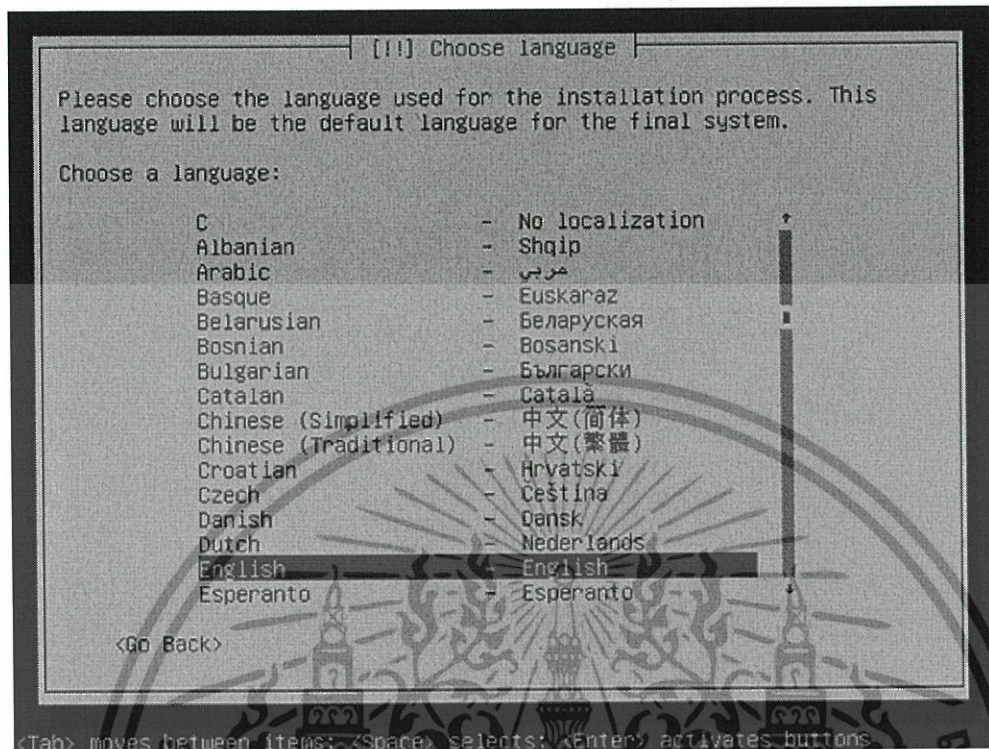 [!!] Choose language
Please choose the language used for the installation process. This
language will be the default language for the final system.
Choose a language:
C - No localization
Albanian - Shqip
Arabic - عربي
Basque - Euskaraz
Belarusian - Беларуская
Bosnian - Bosanski
Bulgarian - Български
Catalan - Català
Chinese (Simplified) - 中文(简体)
Chinese (Traditional) - 中文(繁體)
Croatian - Hrvatski
Czech - Čeština
Danish - Dansk
Dutch - Nederlands
English - English
Esperanto - Esperanto
<Go Back>
<Tab> moves between items; <Space> selects; <Enter> activates buttons